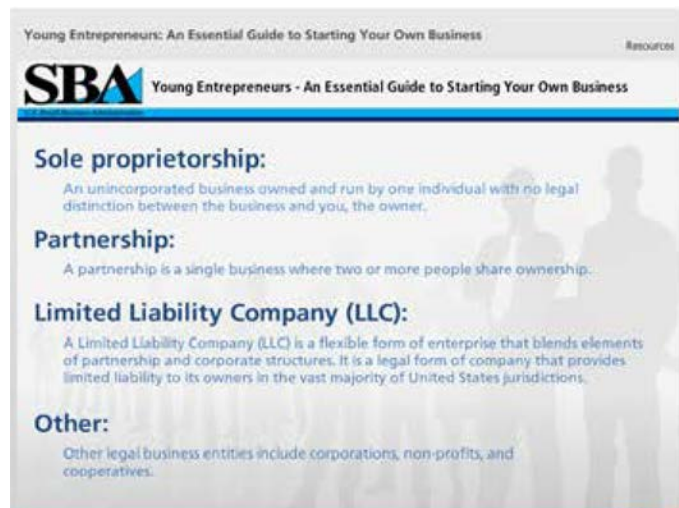 Young Entrepreneurs: An Essential Guide to Starting Your Own Business
Resources
SBA
Young Entrepreneurs - An Essential Guide to Starting Your Own Business
U.S. Small Business Administration
Sole proprietorship:
An unincorporated business owned and run by one individual with no legal
distinction between the business and you, the owner.
Partnership:
A partnership is a single business where two or more people share ownership.
Limited Liability Company (LLC):
A Limited Liability Company (LLC) is a flexible form of enterprise that blends elements
of partnership and corporate structures. It is a legal form of company that provides
limited liability to its owners in the vast majority of United States jurisdictions.
Other:
Other legal business entities include corporations, non-profits, and
cooperatives.